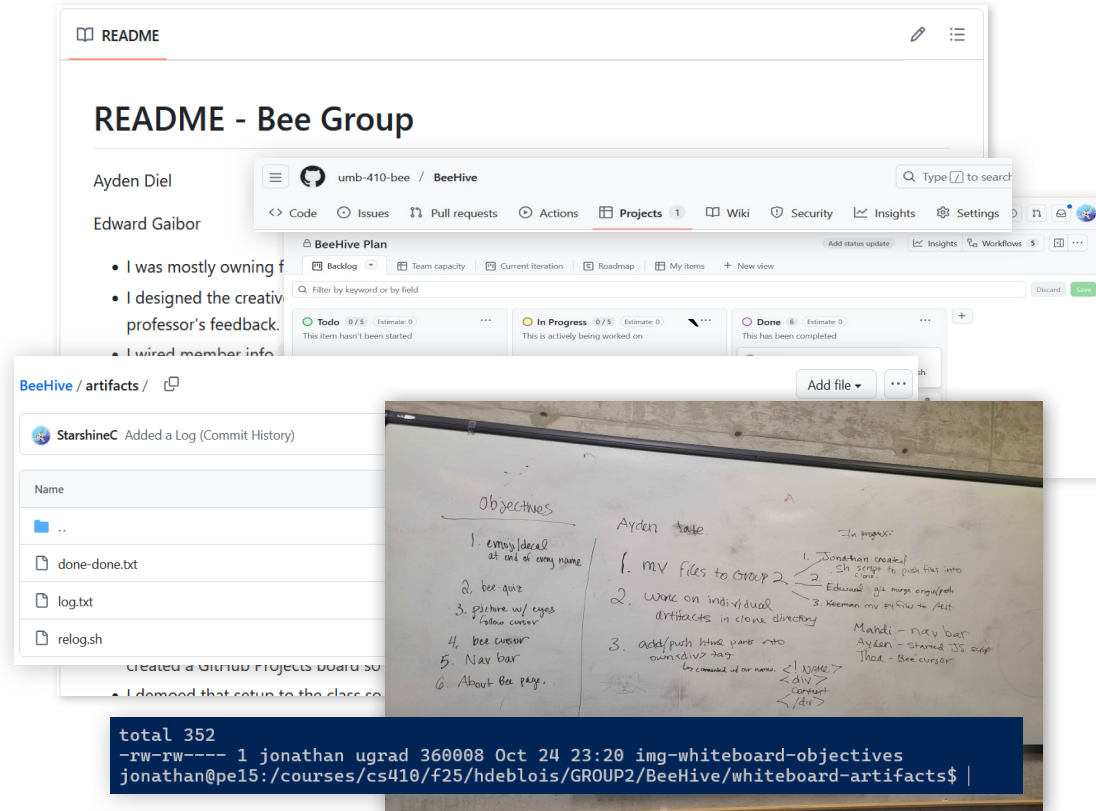 README
README - Bee Group
Ayden Diel
Edward Gaibor
I was mostly owning f
I designed the creativ
professor's feedback.
I wired member info
umb-410-bee / BeeHive
Type / to search
Code Issues Pull requests Actions Projects 1 Wiki Security Insights Settings
BeeHive Plan
Add status update Insights Workflows 5
Backlog Team capacity Current iteration Roadmap My items + New view
Filter by keyword or by field
Discard Save
Todo 0 / 5 Estimate: 0
This item hasn't been started
In Progress 0 / 5 Estimate: 0
This is actively being worked on
Done 6 Estimate: 0
This has been completed
sh
BeeHive / artifacts /
Add file
StarshineC Added a Log (Commit History)
Name
..
done-done.txt
log.txt
relog.sh
created a GitHub Projects board so
I demoed that setup to the class so
Objectives
1. emoji/decal
at end of every name
2. bee-quiz
3. picture w/ eyes
follow cursor
4. bee cursor
5. Nav bar
6. About Bee page.
Ayden
1. mv files to Group 2
2. work on individual
artifacts in clone directory
3. add/push html parts into
own <div> tag
commented w/ our names. <! NAME>
<div>
content
</div>
In progress:
1. Jonathan created
sh script to push files into
clone
2. Edward git merge origin/push
3. Keenan mv py files to /test
Mahdi - nav bar
Ayden - started JS script
Thad - Bee cursor
total 352
-rw-rw---- 1 jonathan ugrad 360008 Oct 24 23:20 img-whiteboard-objectives
jonathan@pe15:/courses/cs410/f25/hdeblois/GROUP2/BeeHive/whiteboard-artifacts$